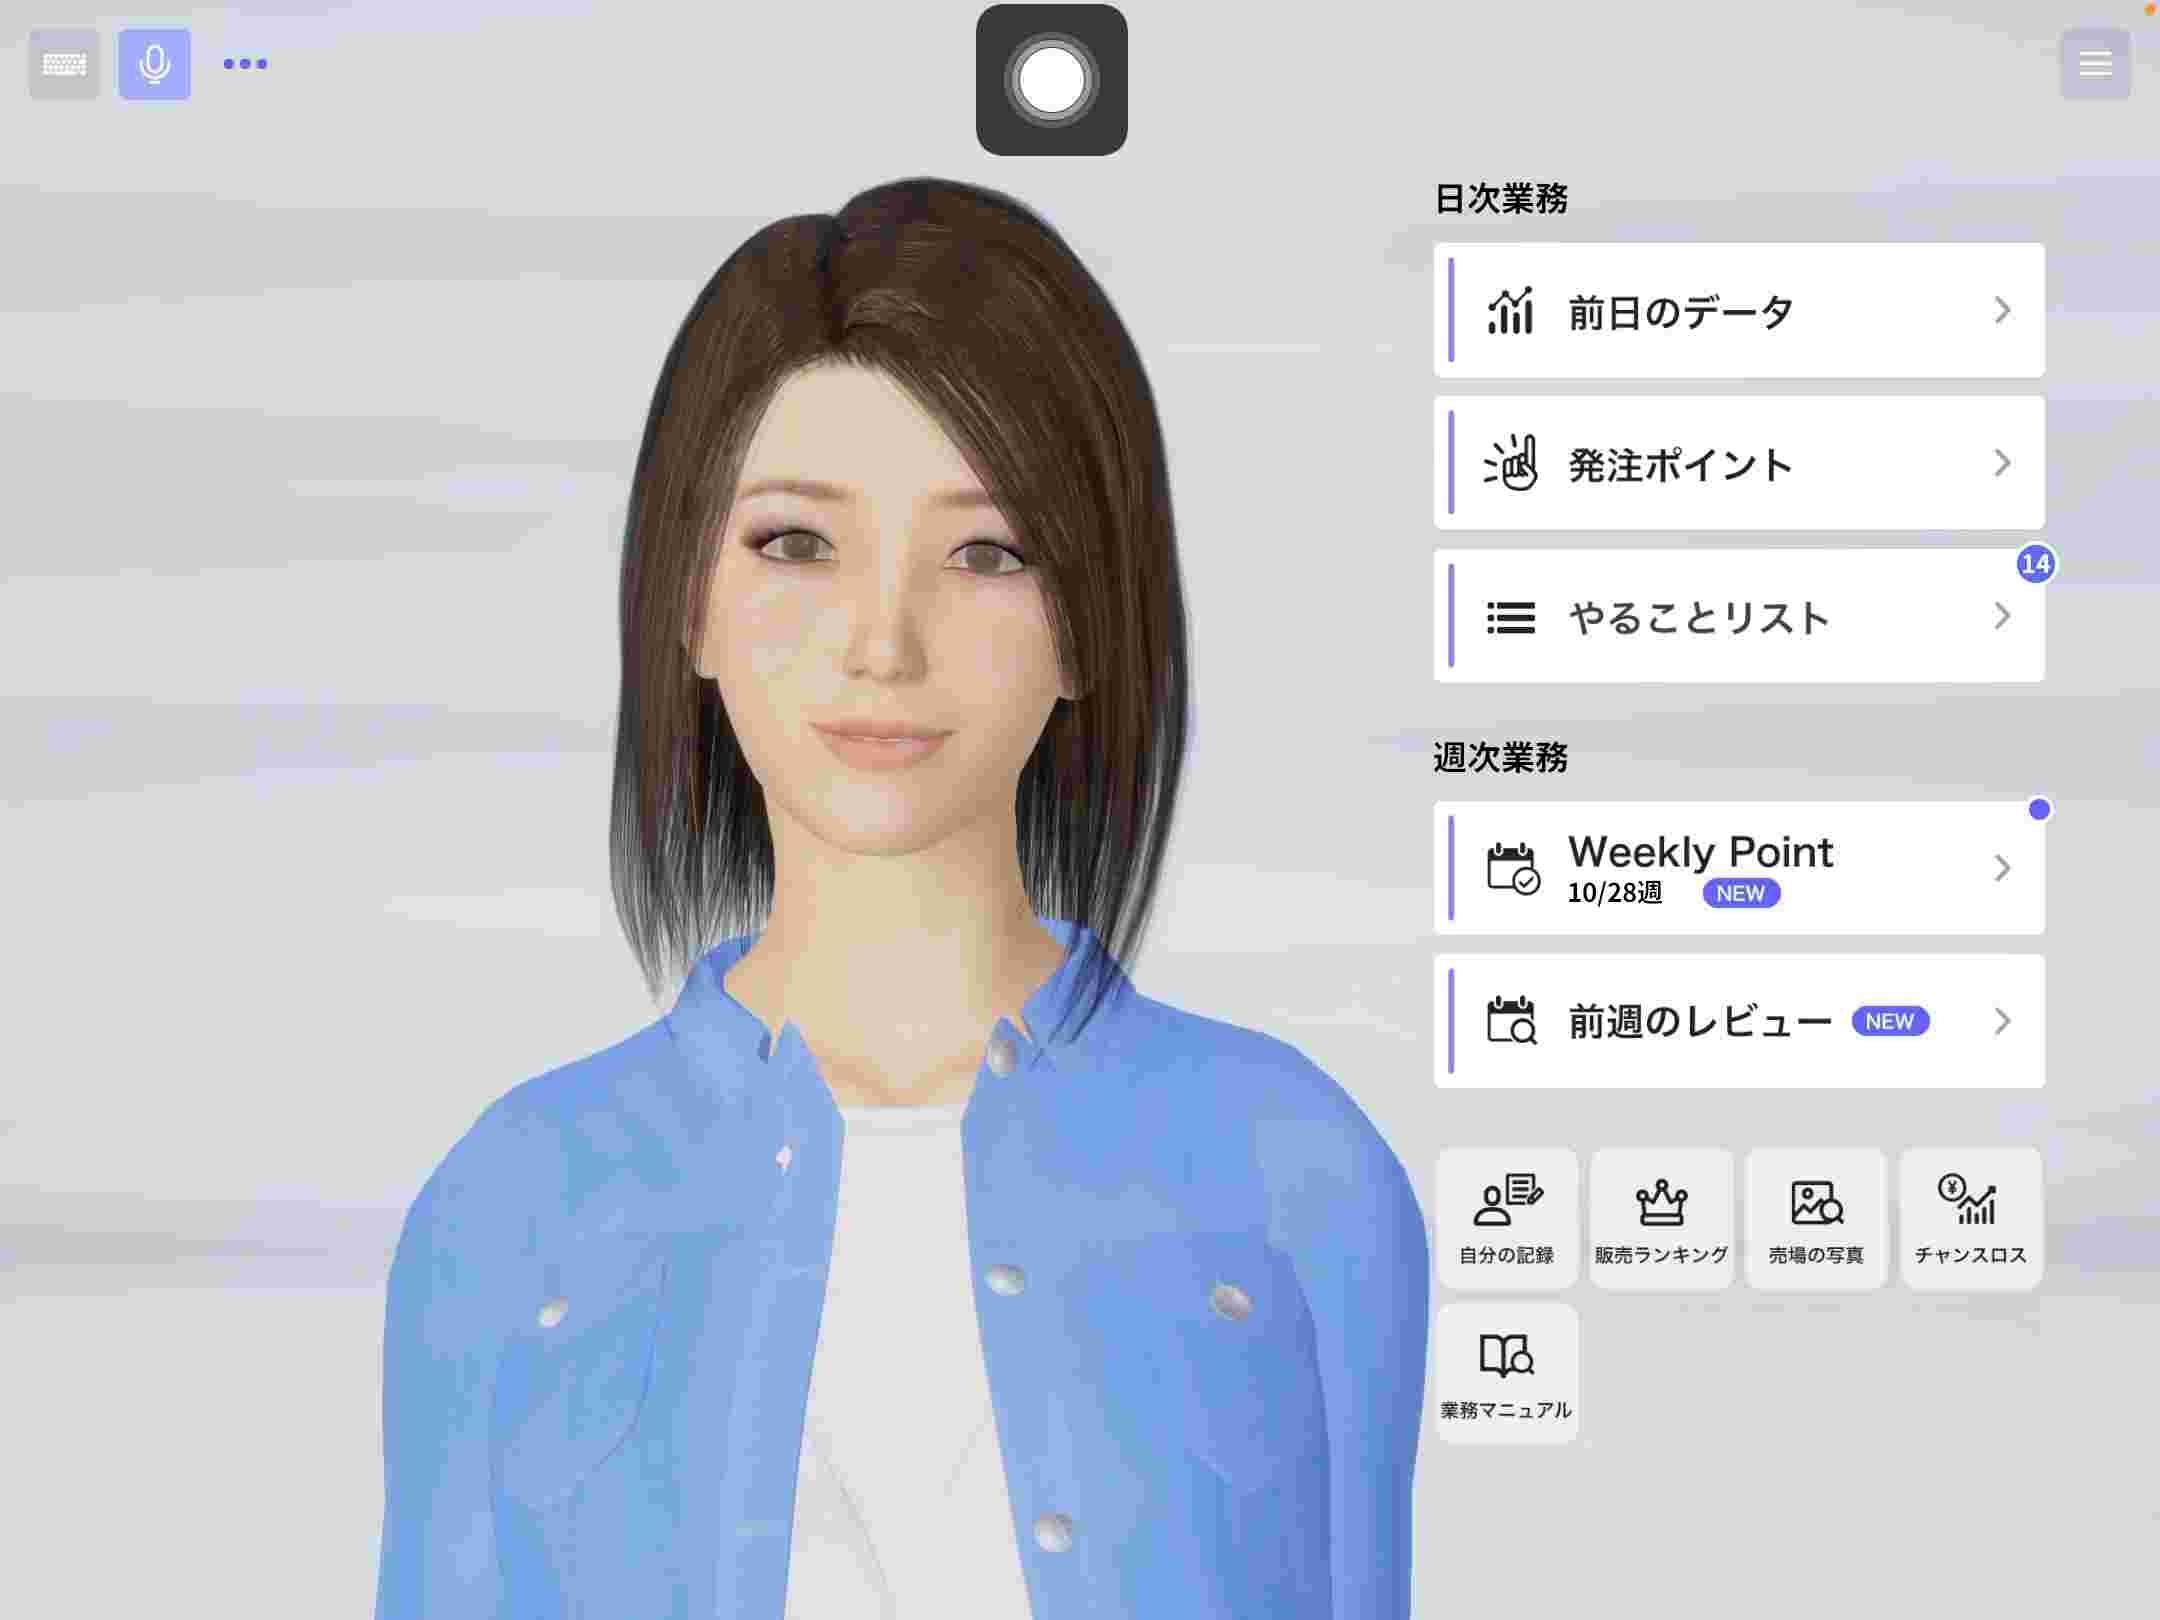 日次業務
前日のデータ
発注ポイント
14
やることリスト
週次業務
Weekly Point
10/28週 NEW
前週のレビュー NEW
自分の記録 販売ランキング 売場の写真 チャンスロス
業務マニュアル